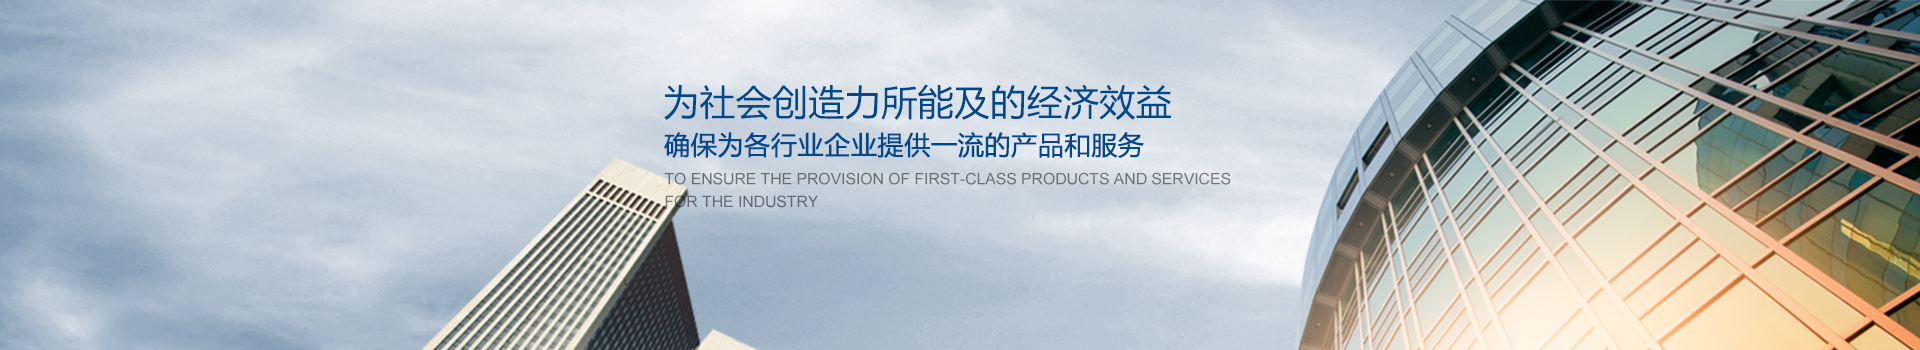 为社会创造力所能及的经济效益
确保为各行业企业提供一流的产品和服务
TO ENSURE THE PROVISION OF FIRST-CLASS PRODUCTS AND SERVICES
FOR THE INDUSTRY